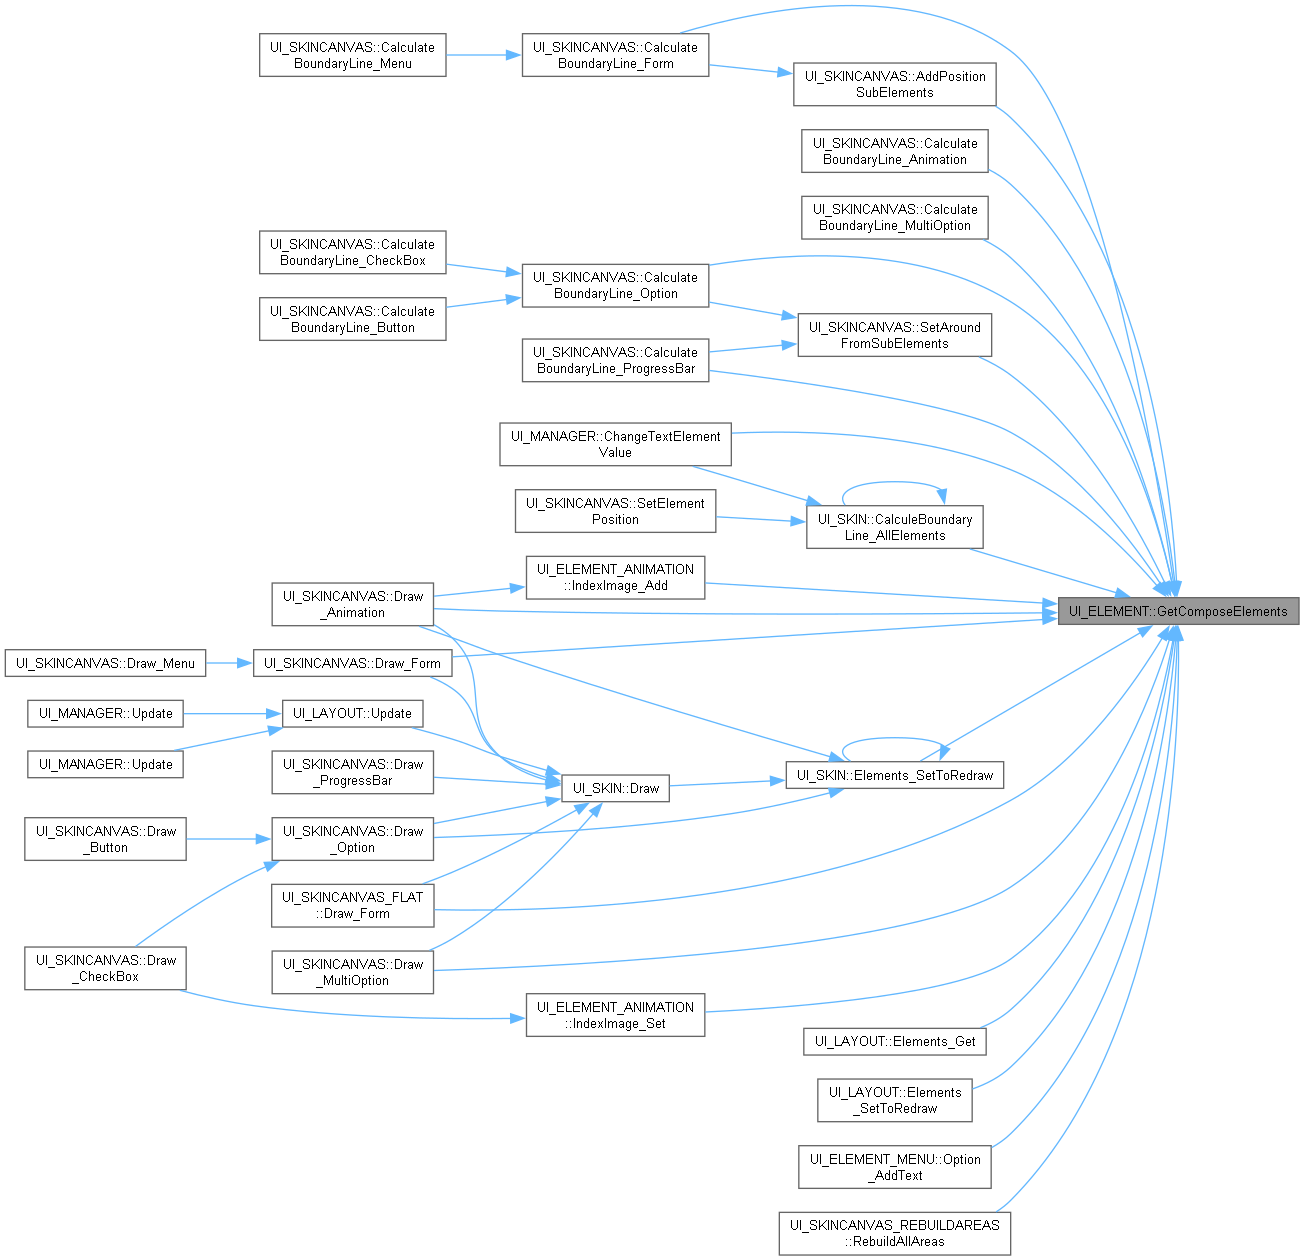 UI_SKINCANVAS::Calculate
BoundaryLine_Menu
UI_SKINCANVAS::Calculate
BoundaryLine_Form
UI_SKINCANVAS::AddPosition
SubElements
UI_SKINCANVAS::Calculate
BoundaryLine_Animation
UI_SKINCANVAS::Calculate
BoundaryLine_MultiOption
UI_SKINCANVAS::Calculate
BoundaryLine_CheckBox
UI_SKINCANVAS::Calculate
BoundaryLine_Option
UI_SKINCANVAS::Calculate
BoundaryLine_Button
UI_SKINCANVAS::SetAround
FromSubElements
UI_SKINCANVAS::Calculate
BoundaryLine_ProgressBar
UI_MANAGER::ChangeTextElement
Value
UI_SKINCANVAS::SetElement
Position
UI_SKIN::CalculeBoundary
Line_AllElements
UI_ELEMENT_ANIMATION
::IndexImage_Add
UI_SKINCANVAS::Draw
_Animation
UI_ELEMENT::GetComposeElements
UI_SKINCANVAS::Draw_Menu
UI_SKINCANVAS::Draw_Form
UI_MANAGER::Update
UI_LAYOUT::Update
UI_MANAGER::Update
UI_SKINCANVAS::Draw
_ProgressBar
UI_SKIN::Draw
UI_SKIN::Elements_SetToRedraw
UI_SKINCANVAS::Draw
_Button
UI_SKINCANVAS::Draw
_Option
UI_SKINCANVAS_FLAT
::Draw_Form
UI_SKINCANVAS::Draw
_CheckBox
UI_SKINCANVAS::Draw
_MultiOption
UI_ELEMENT_ANIMATION
::IndexImage_Set
UI_LAYOUT::Elements_Get
UI_LAYOUT::Elements
_SetToRedraw
UI_ELEMENT_MENU::Option
_AddText
UI_SKINCANVAS_REBUILDAREAS
::RebuildAllAreas